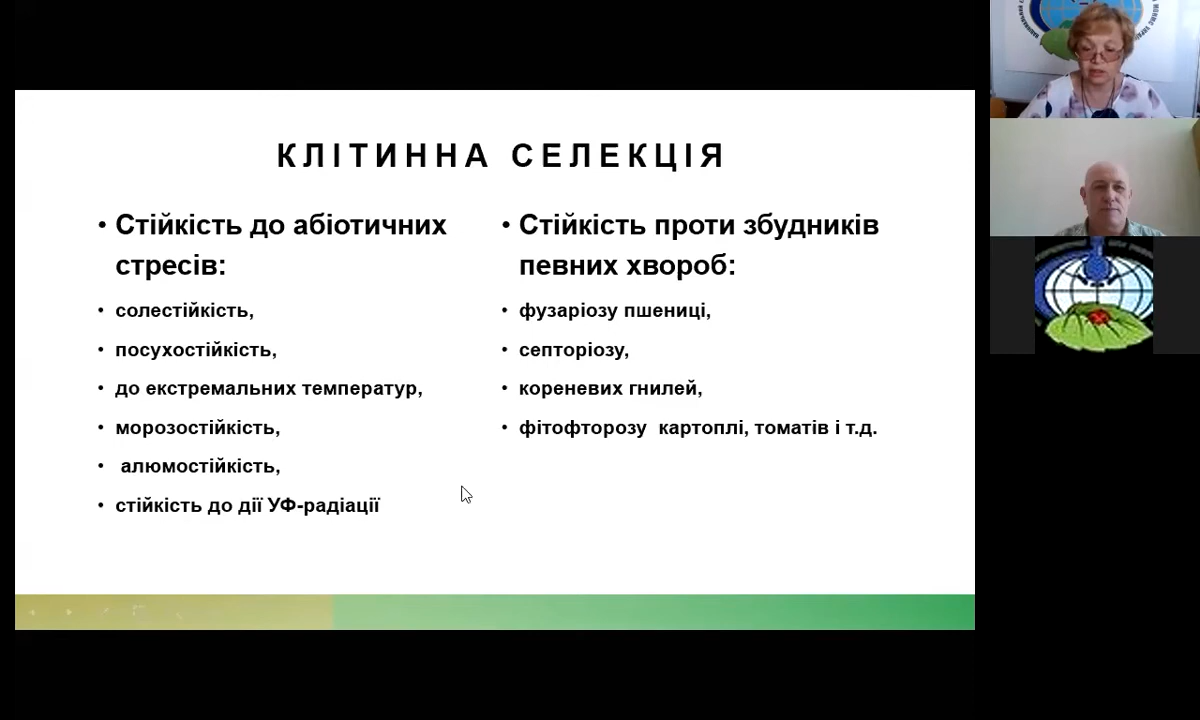 КЛІТИННА СЕЛЕКЦІЯ
• Стійкість до абіотичних
стресів:
• солестійкість,
• посухостійкість,
• до екстремальних температур,
• морозостійкість,
• алюмостійкість,
• стійкість до дії УФ-радіації
• Стійкість проти збудників
певних хвороб:
• фузаріозу пшениці,
• септоріозу,
• кореневих гнилей,
• фітофторозу картоплі, томатів і т.д.